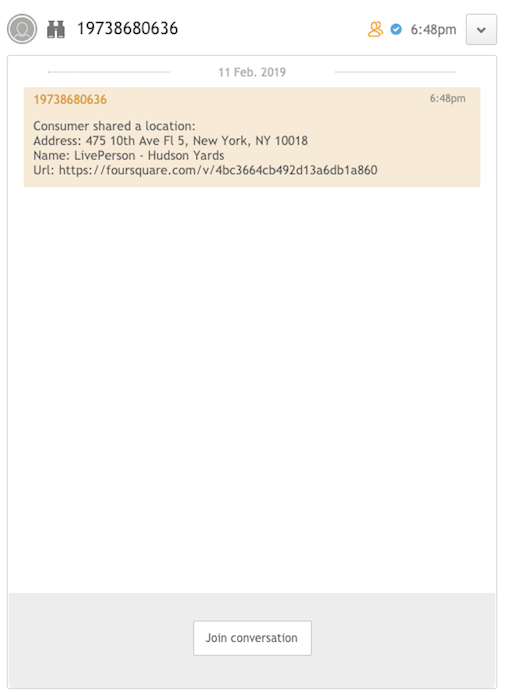 19738680636
6:48pm
11 Feb. 2019
19738680636
6:48pm
Consumer shared a location:
Address: 475 10th Ave Fl 5, New York, NY 10018
Name: LivePerson - Hudson Yards
Url: https://foursquare.com/v/4bc3664cb492d13a6db1a860
Join conversation